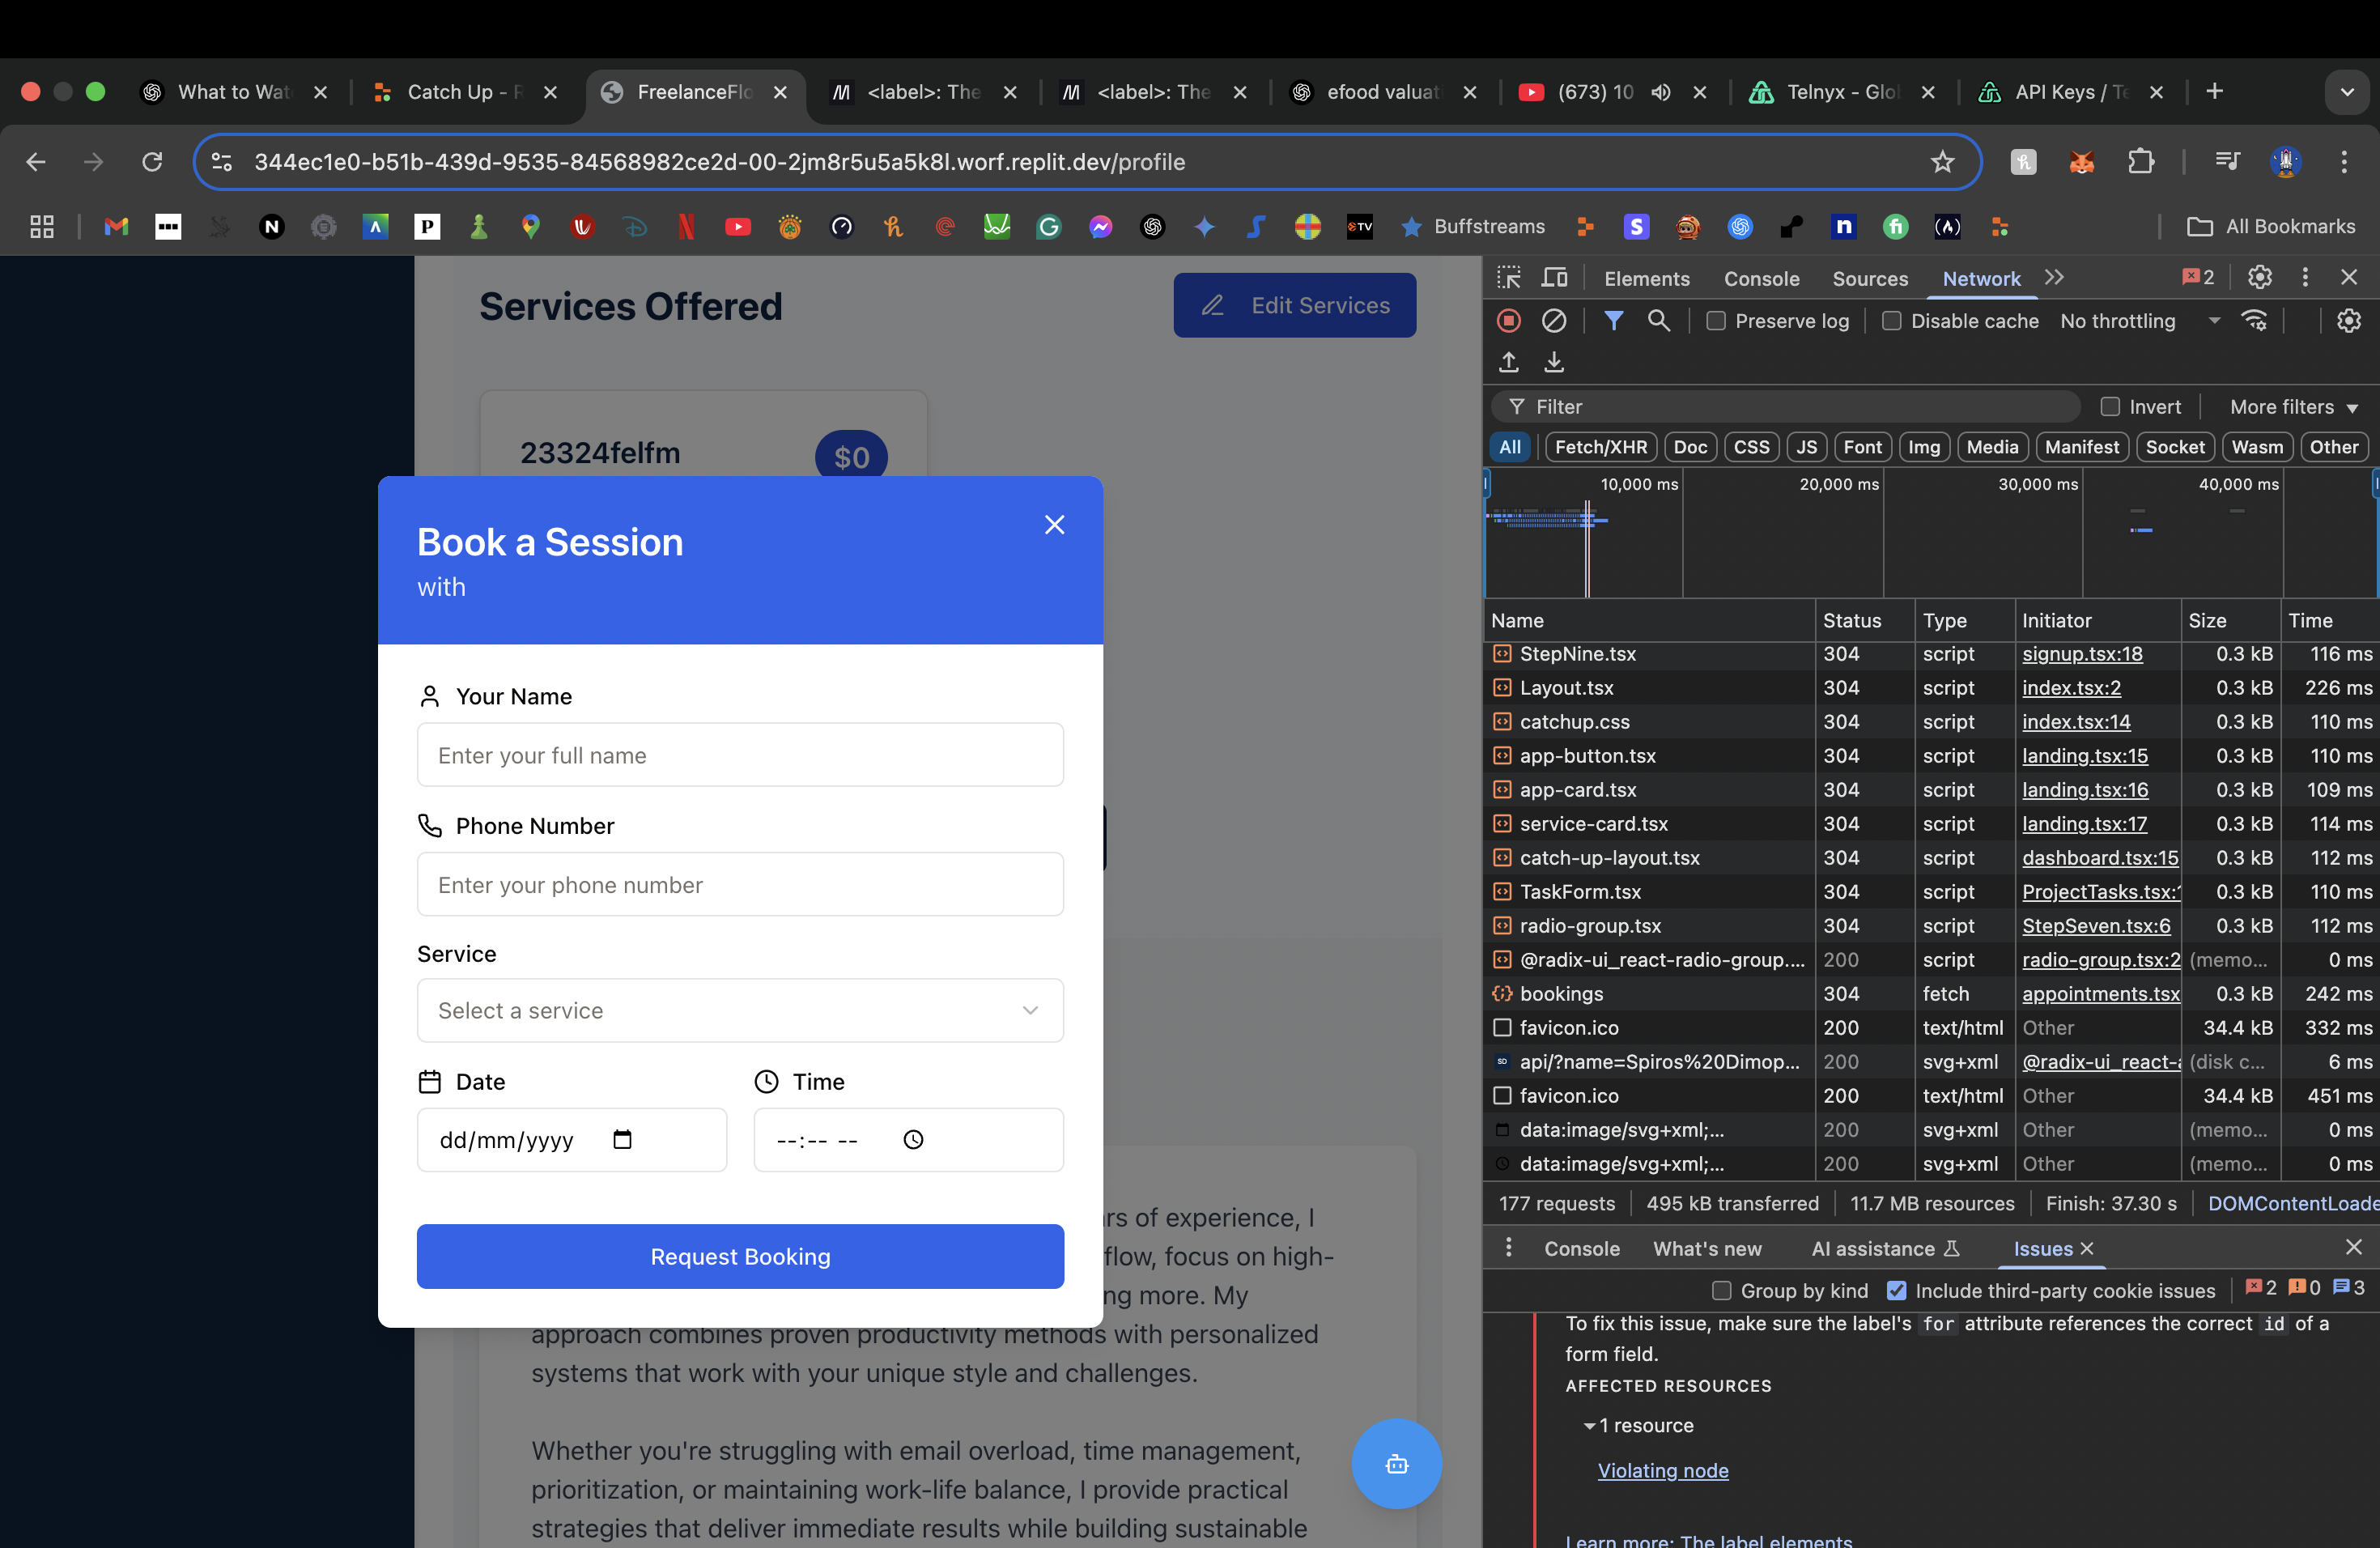 What to Wat
Catch Up - R
FreelanceFlo
<label>: The
<label>: The
efood valuat
(673) 10
Telnyx - Glo
API Keys / Te
344ec1e0-b51b-439d-9535-84568982ce2d-00-2jm8r5u5a5k8l.worf.replit.dev/profile
Buffstreams
All Bookmarks
Services Offered
Edit Services
23324felfm
$0
Book a Session
with
Your Name
Enter your full name
Phone Number
Enter your phone number
Service
Select a service
Date
Time
dd/mm/yyyy
--:-- --
Request Booking
rs of experience, I
flow, focus on high-
ng more. My
approach combines proven productivity methods with personalized
systems that work with your unique style and challenges.
Whether you're struggling with email overload, time management,
prioritization, or maintaining work-life balance, I provide practical
strategies that deliver immediate results while building sustainable
Elements Console Sources Network 2
Preserve log Disable cache No throttling
Filter Invert More filters
All Fetch/XHR Doc CSS JS Font Img Media Manifest Socket Wasm Other
10,000 ms 20,000 ms 30,000 ms 40,000 ms
Name Status Type Initiator Size Time
StepNine.tsx 304 script signup.tsx:18 0.3 kB 116 ms
Layout.tsx 304 script index.tsx:2 0.3 kB 226 ms
catchup.css 304 script index.tsx:14 0.3 kB 110 ms
app-button.tsx 304 script landing.tsx:15 0.3 kB 110 ms
app-card.tsx 304 script landing.tsx:16 0.3 kB 109 ms
service-card.tsx 304 script landing.tsx:17 0.3 kB 114 ms
catch-up-layout.tsx 304 script dashboard.tsx:15 0.3 kB 112 ms
TaskForm.tsx 304 script ProjectTasks.tsx:1 0.3 kB 110 ms
radio-group.tsx 304 script StepSeven.tsx:6 0.3 kB 112 ms
@radix-ui_react-radio-group.... 200 script radio-group.tsx:2 (memo... 0 ms
bookings 304 fetch appointments.tsx 0.3 kB 242 ms
favicon.ico 200 text/html Other 34.4 kB 332 ms
api/?name=Spiros%20Dimop... 200 svg+xml @radix-ui_react-a (disk c... 6 ms
favicon.ico 200 text/html Other 34.4 kB 451 ms
data:image/svg+xml;... 200 svg+xml Other (memo... 0 ms
data:image/svg+xml;... 200 svg+xml Other (memo... 0 ms
177 requests 495 kB transferred 11.7 MB resources Finish: 37.30 s DOMContentLoade
Console What's new AI assistance Issues
Group by kind Include third-party cookie issues 2 0 3
To fix this issue, make sure the label's for attribute references the correct id of a
form field.
AFFECTED RESOURCES
1 resource
Violating node
Learn more: The label elements